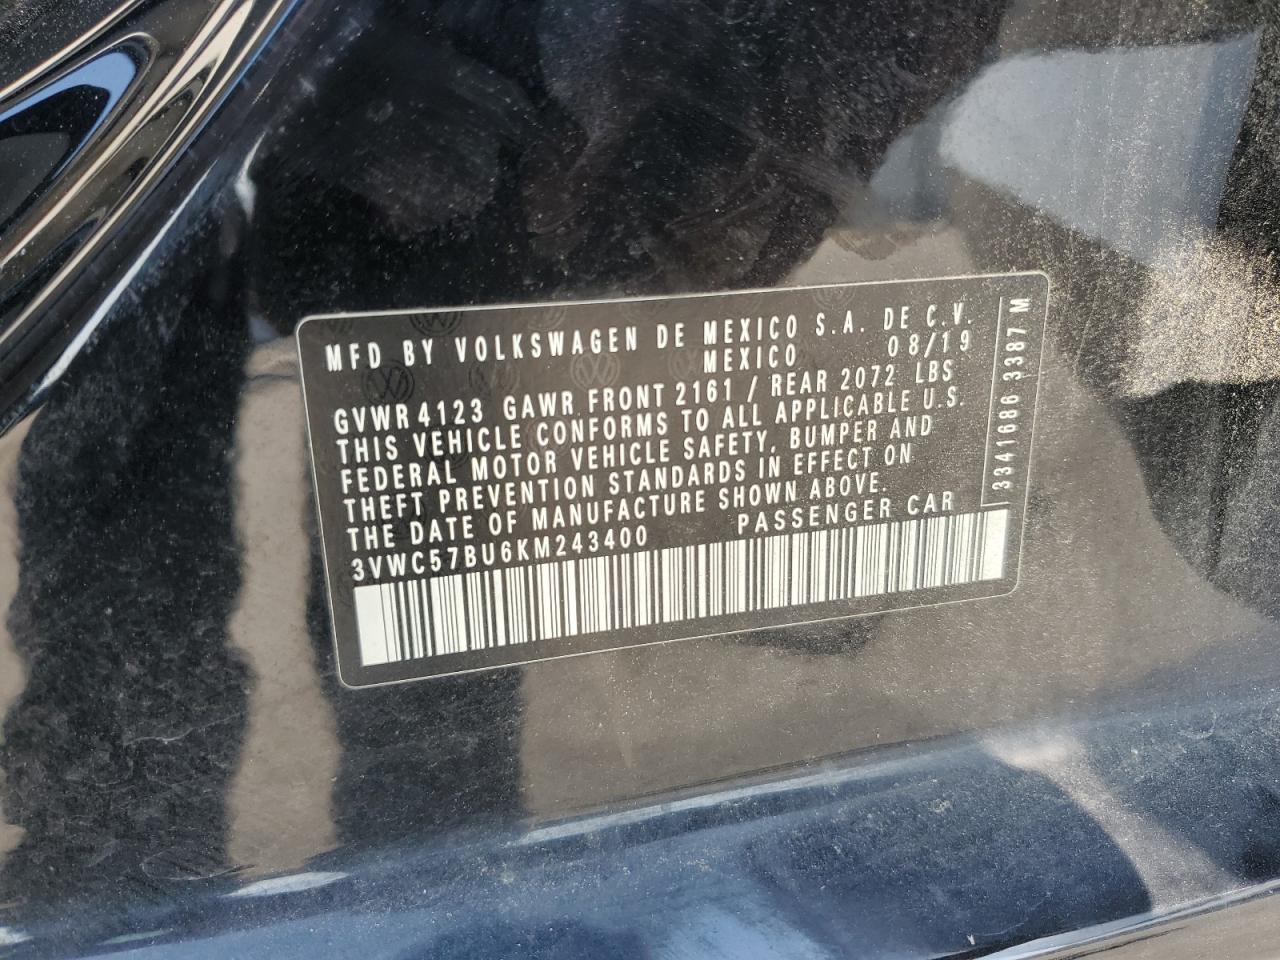 MFD BY VOLKSWAGEN DE MEXICO S.A. DE C.V.
MEXICO 08/19
GVWR 4123 GAWR FRONT 2161 / REAR 2072 LBS
THIS VEHICLE CONFORMS TO ALL APPLICABLE U.S.
FEDERAL MOTOR VEHICLE SAFETY, BUMPER AND
THEFT PREVENTION STANDARDS IN EFFECT ON
THE DATE OF MANUFACTURE SHOWN ABOVE.
3VWC57BU6KM243400 PASSENGER CAR
3341686 3387 M